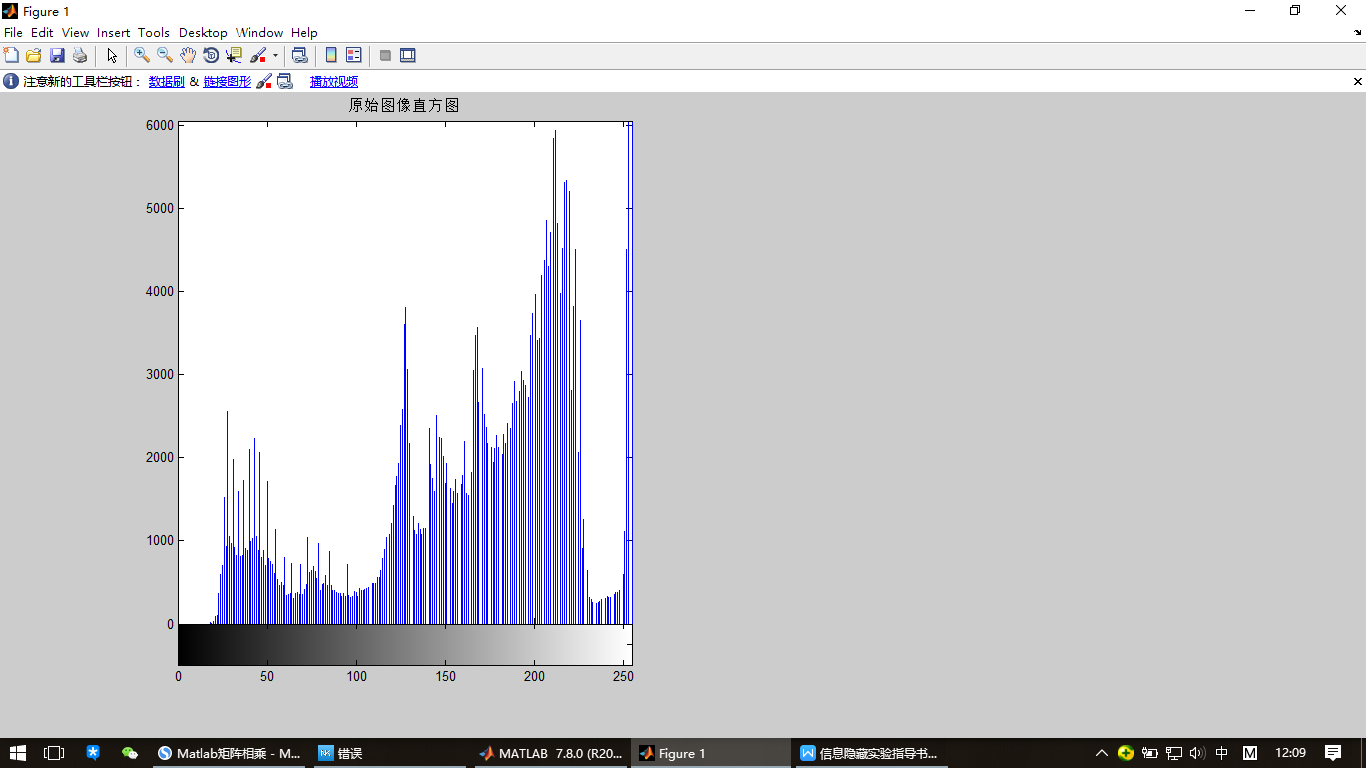 Figure 1
File Edit View Insert Tools Desktop Window Help
注意新的工具栏按钮： 数据刷 & 链接图形 播放视频
原始图像直方图
6000
5000
4000
3000
2000
1000
0
0 50 100 150 200 250
Matlab矩阵相乘 - M... 错误 MATLAB 7.8.0 (R20... Figure 1 信息隐藏实验指导书... 中 M 12:09